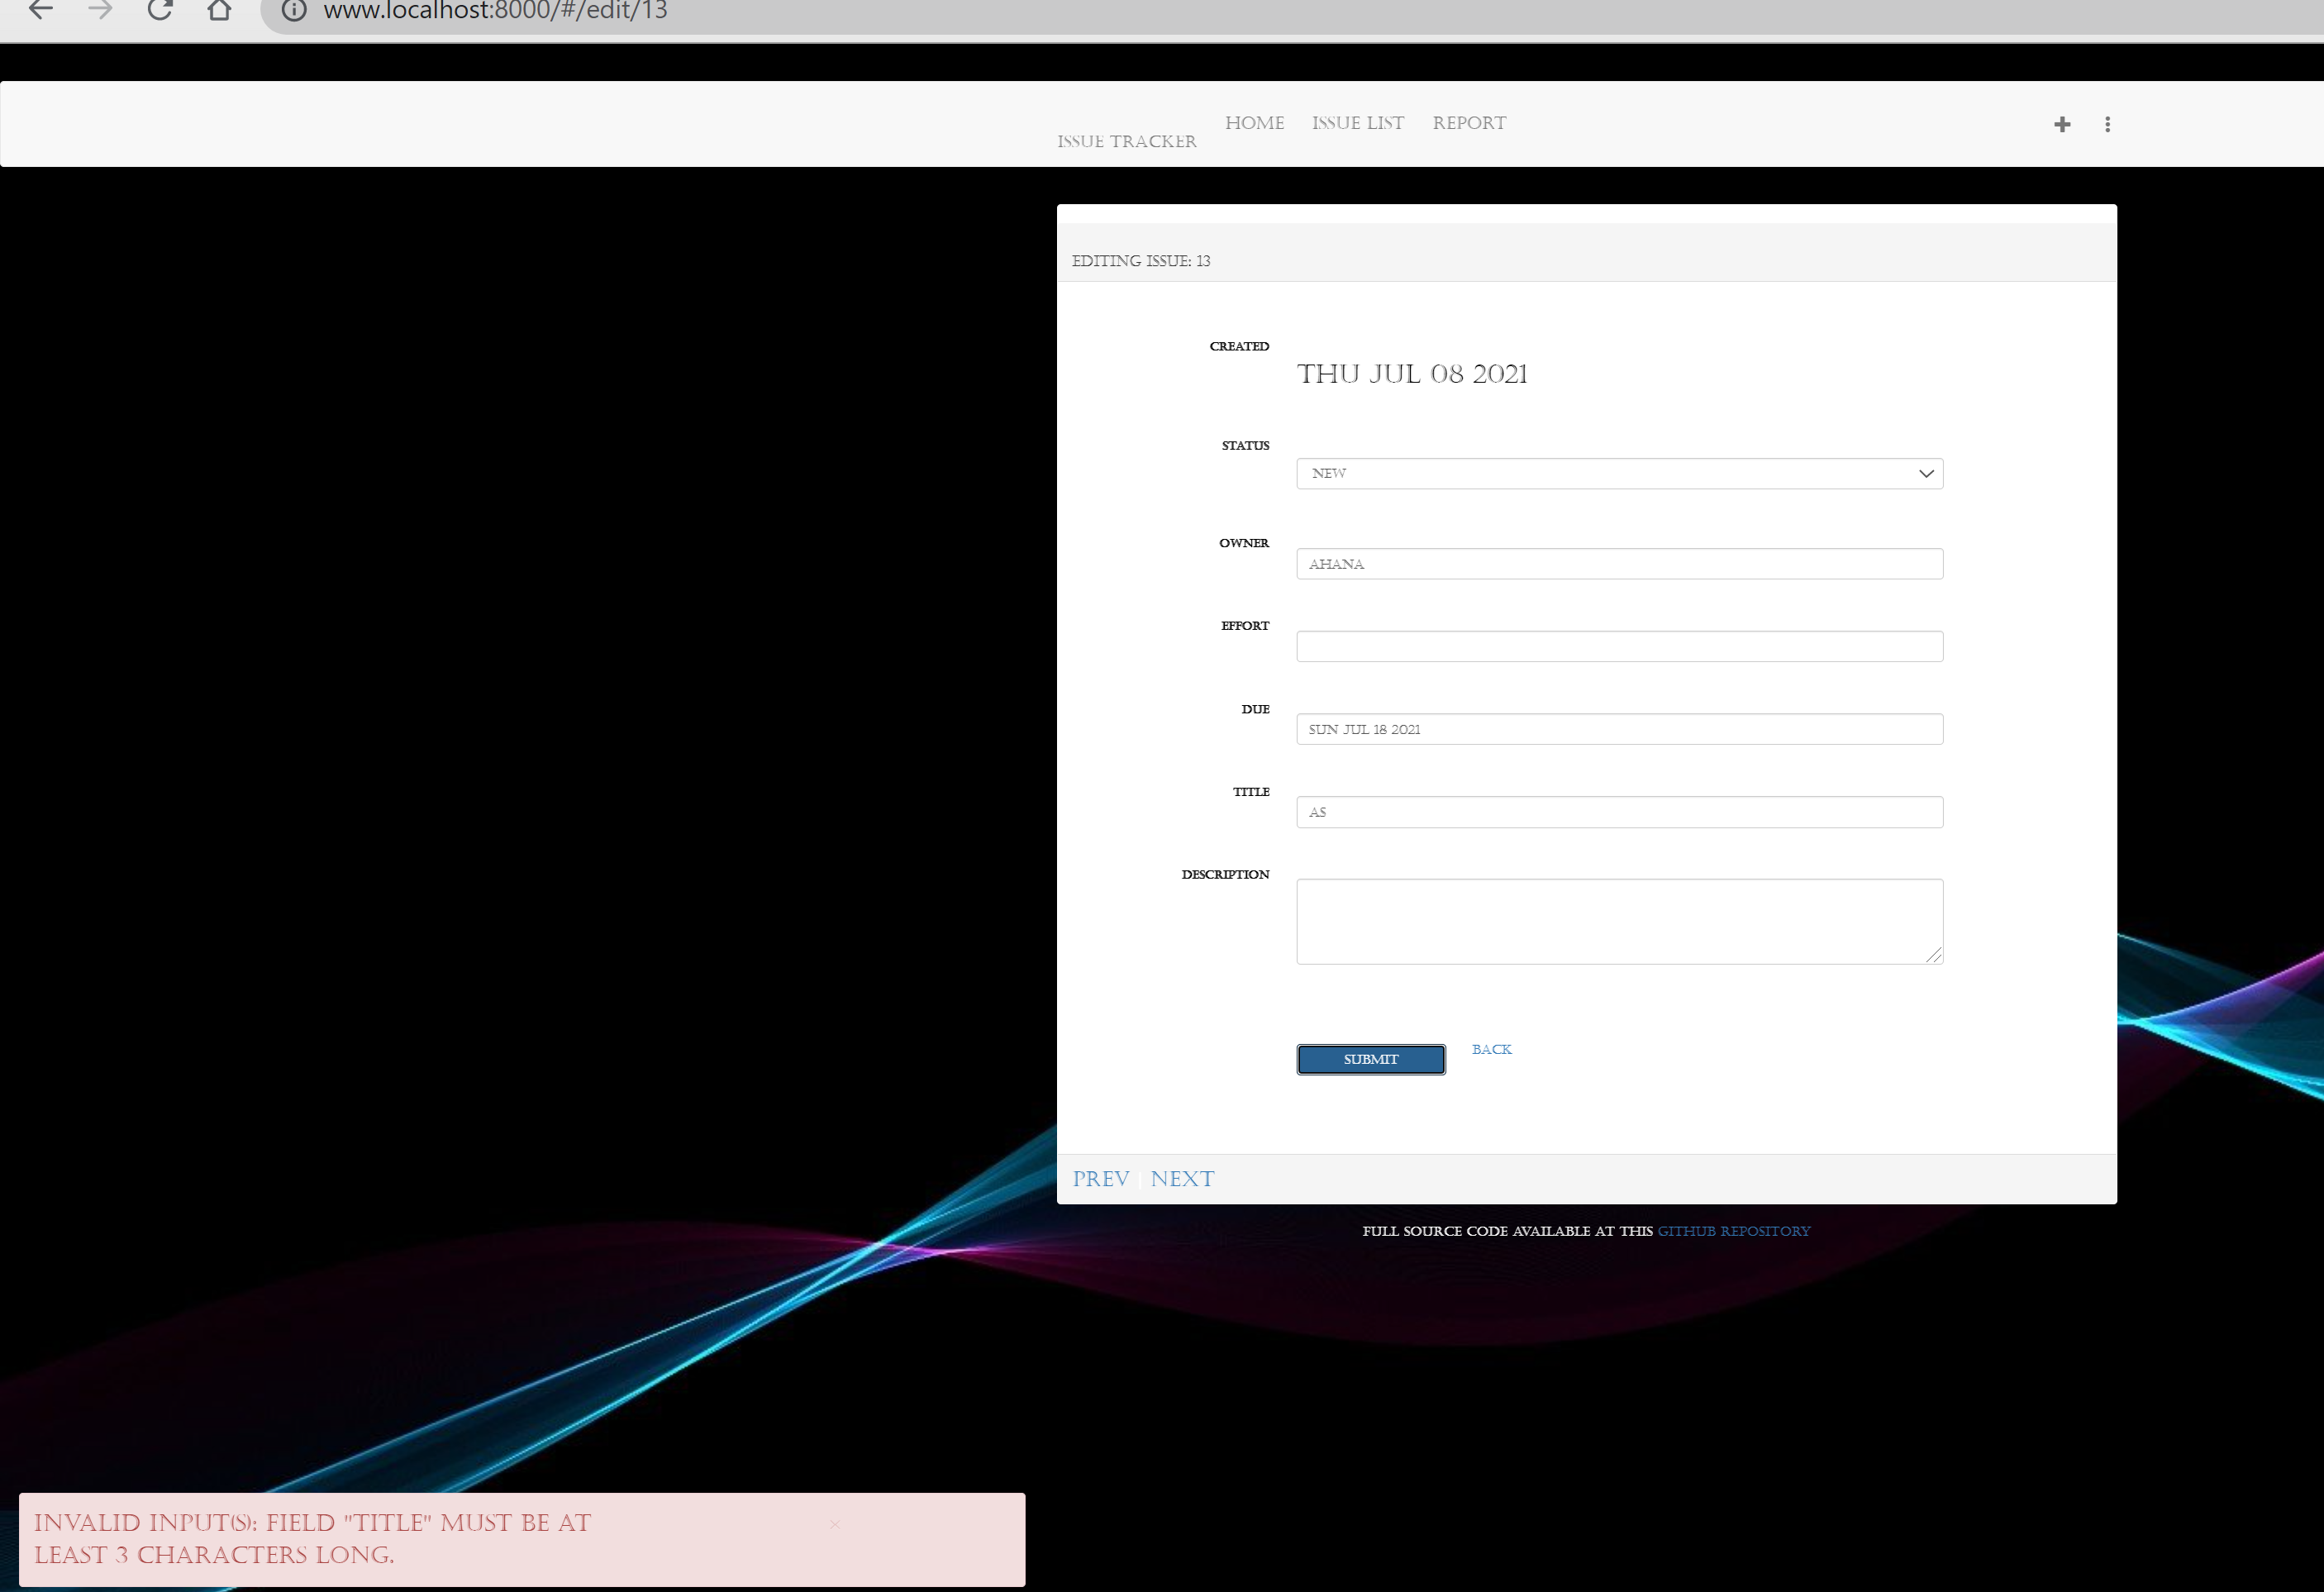 www.localhost:8000/#/edit/13
ISSUE TRACKER
HOME
ISSUE LIST
REPORT
EDITING ISSUE: 13
CREATED
THU JUL 08 2021
STATUS
NEW
OWNER
AHANA
EFFORT
DUE
SUN JUL 18 2021
TITLE
AS
DESCRIPTION
SUBMIT
BACK
PREV | NEXT
FULL SOURCE CODE AVAILABLE AT THIS GITHUB REPOSITORY
INVALID INPUT(S): FIELD "TITLE" MUST BE AT
LEAST 3 CHARACTERS LONG.